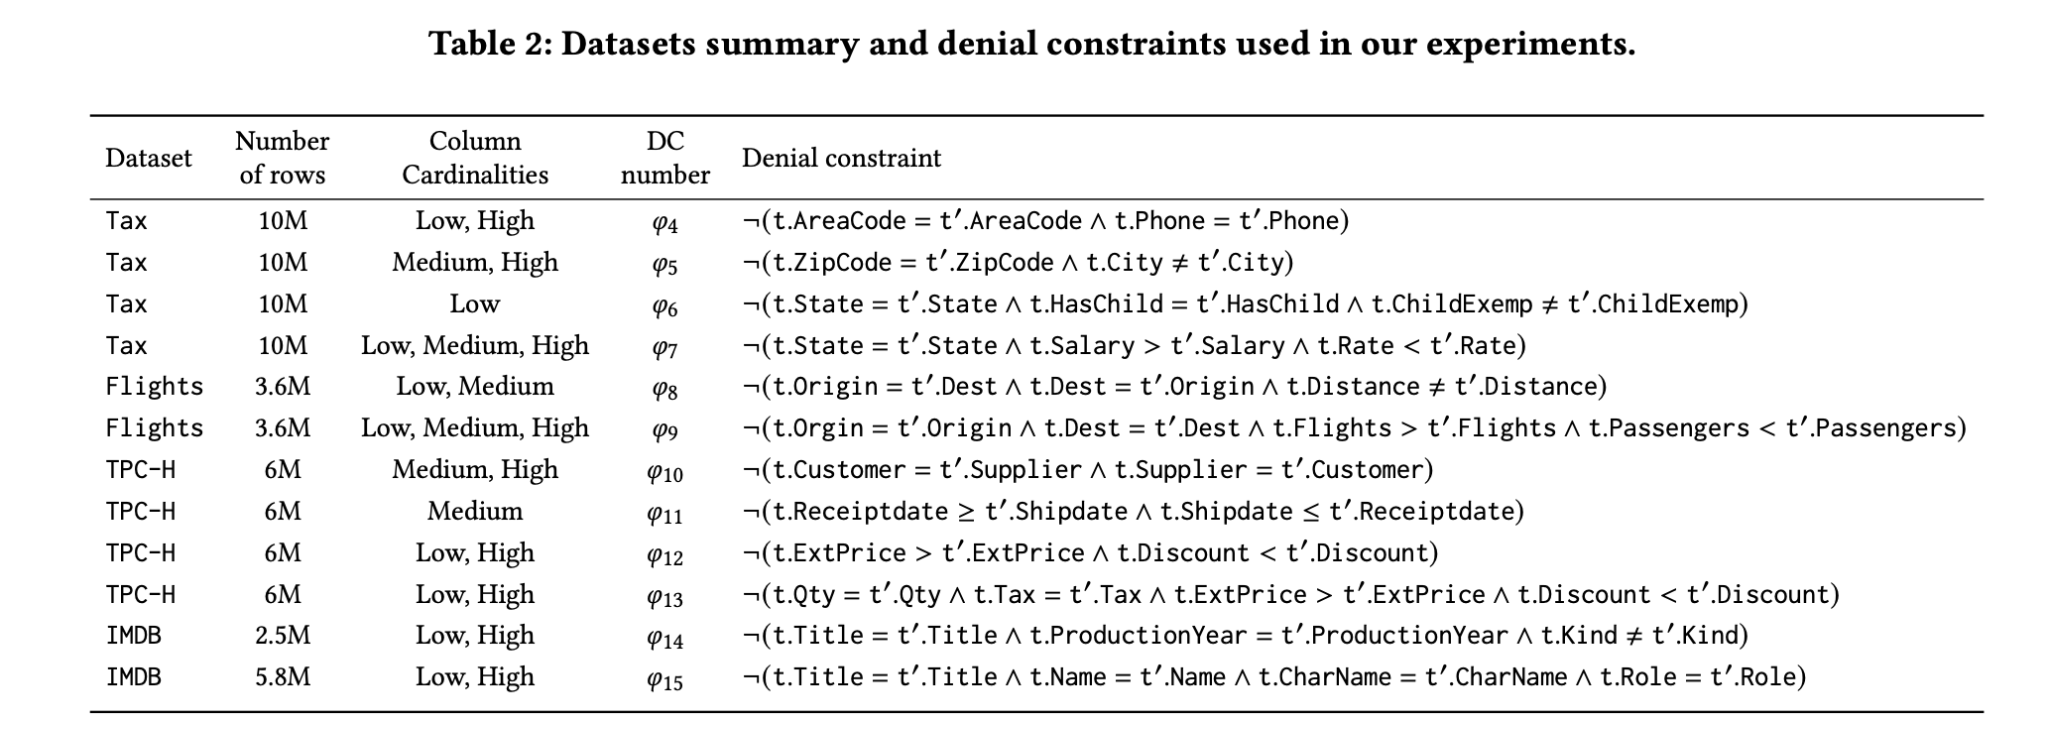 Table 2: Datasets summary and denial constraints used in our experiments.
Dataset Number of rows Column Cardinalities DC number Denial constraint
Tax 10M Low, High φ4 ¬(t.AreaCode = t′.AreaCode ∧ t.Phone = t′.Phone)
Tax 10M Medium, High φ5 ¬(t.ZipCode = t′.ZipCode ∧ t.City ≠ t′.City)
Tax 10M Low φ6 ¬(t.State = t′.State ∧ t.HasChild = t′.HasChild ∧ t.ChildExemp ≠ t′.ChildExemp)
Tax 10M Low, Medium, High φ7 ¬(t.State = t′.State ∧ t.Salary > t′.Salary ∧ t.Rate < t′.Rate)
Flights 3.6M Low, Medium φ8 ¬(t.Origin = t′.Dest ∧ t.Dest = t′.Origin ∧ t.Distance ≠ t′.Distance)
Flights 3.6M Low, Medium, High φ9 ¬(t.Orgin = t′.Origin ∧ t.Dest = t′.Dest ∧ t.Flights > t′.Flights ∧ t.Passengers < t′.Passengers)
TPC-H 6M Medium, High φ10 ¬(t.Customer = t′.Supplier ∧ t.Supplier = t′.Customer)
TPC-H 6M Medium φ11 ¬(t.Receiptdate ≥ t′.Shipdate ∧ t.Shipdate ≤ t′.Receiptdate)
TPC-H 6M Low, High φ12 ¬(t.ExtPrice > t′.ExtPrice ∧ t.Discount < t′.Discount)
TPC-H 6M Low, High φ13 ¬(t.Qty = t′.Qty ∧ t.Tax = t′.Tax ∧ t.ExtPrice > t′.ExtPrice ∧ t.Discount < t′.Discount)
IMDB 2.5M Low, High φ14 ¬(t.Title = t′.Title ∧ t.ProductionYear = t′.ProductionYear ∧ t.Kind ≠ t′.Kind)
IMDB 5.8M Low, High φ15 ¬(t.Title = t′.Title ∧ t.Name = t′.Name ∧ t.CharName = t′.CharName ∧ t.Role = t′.Role)